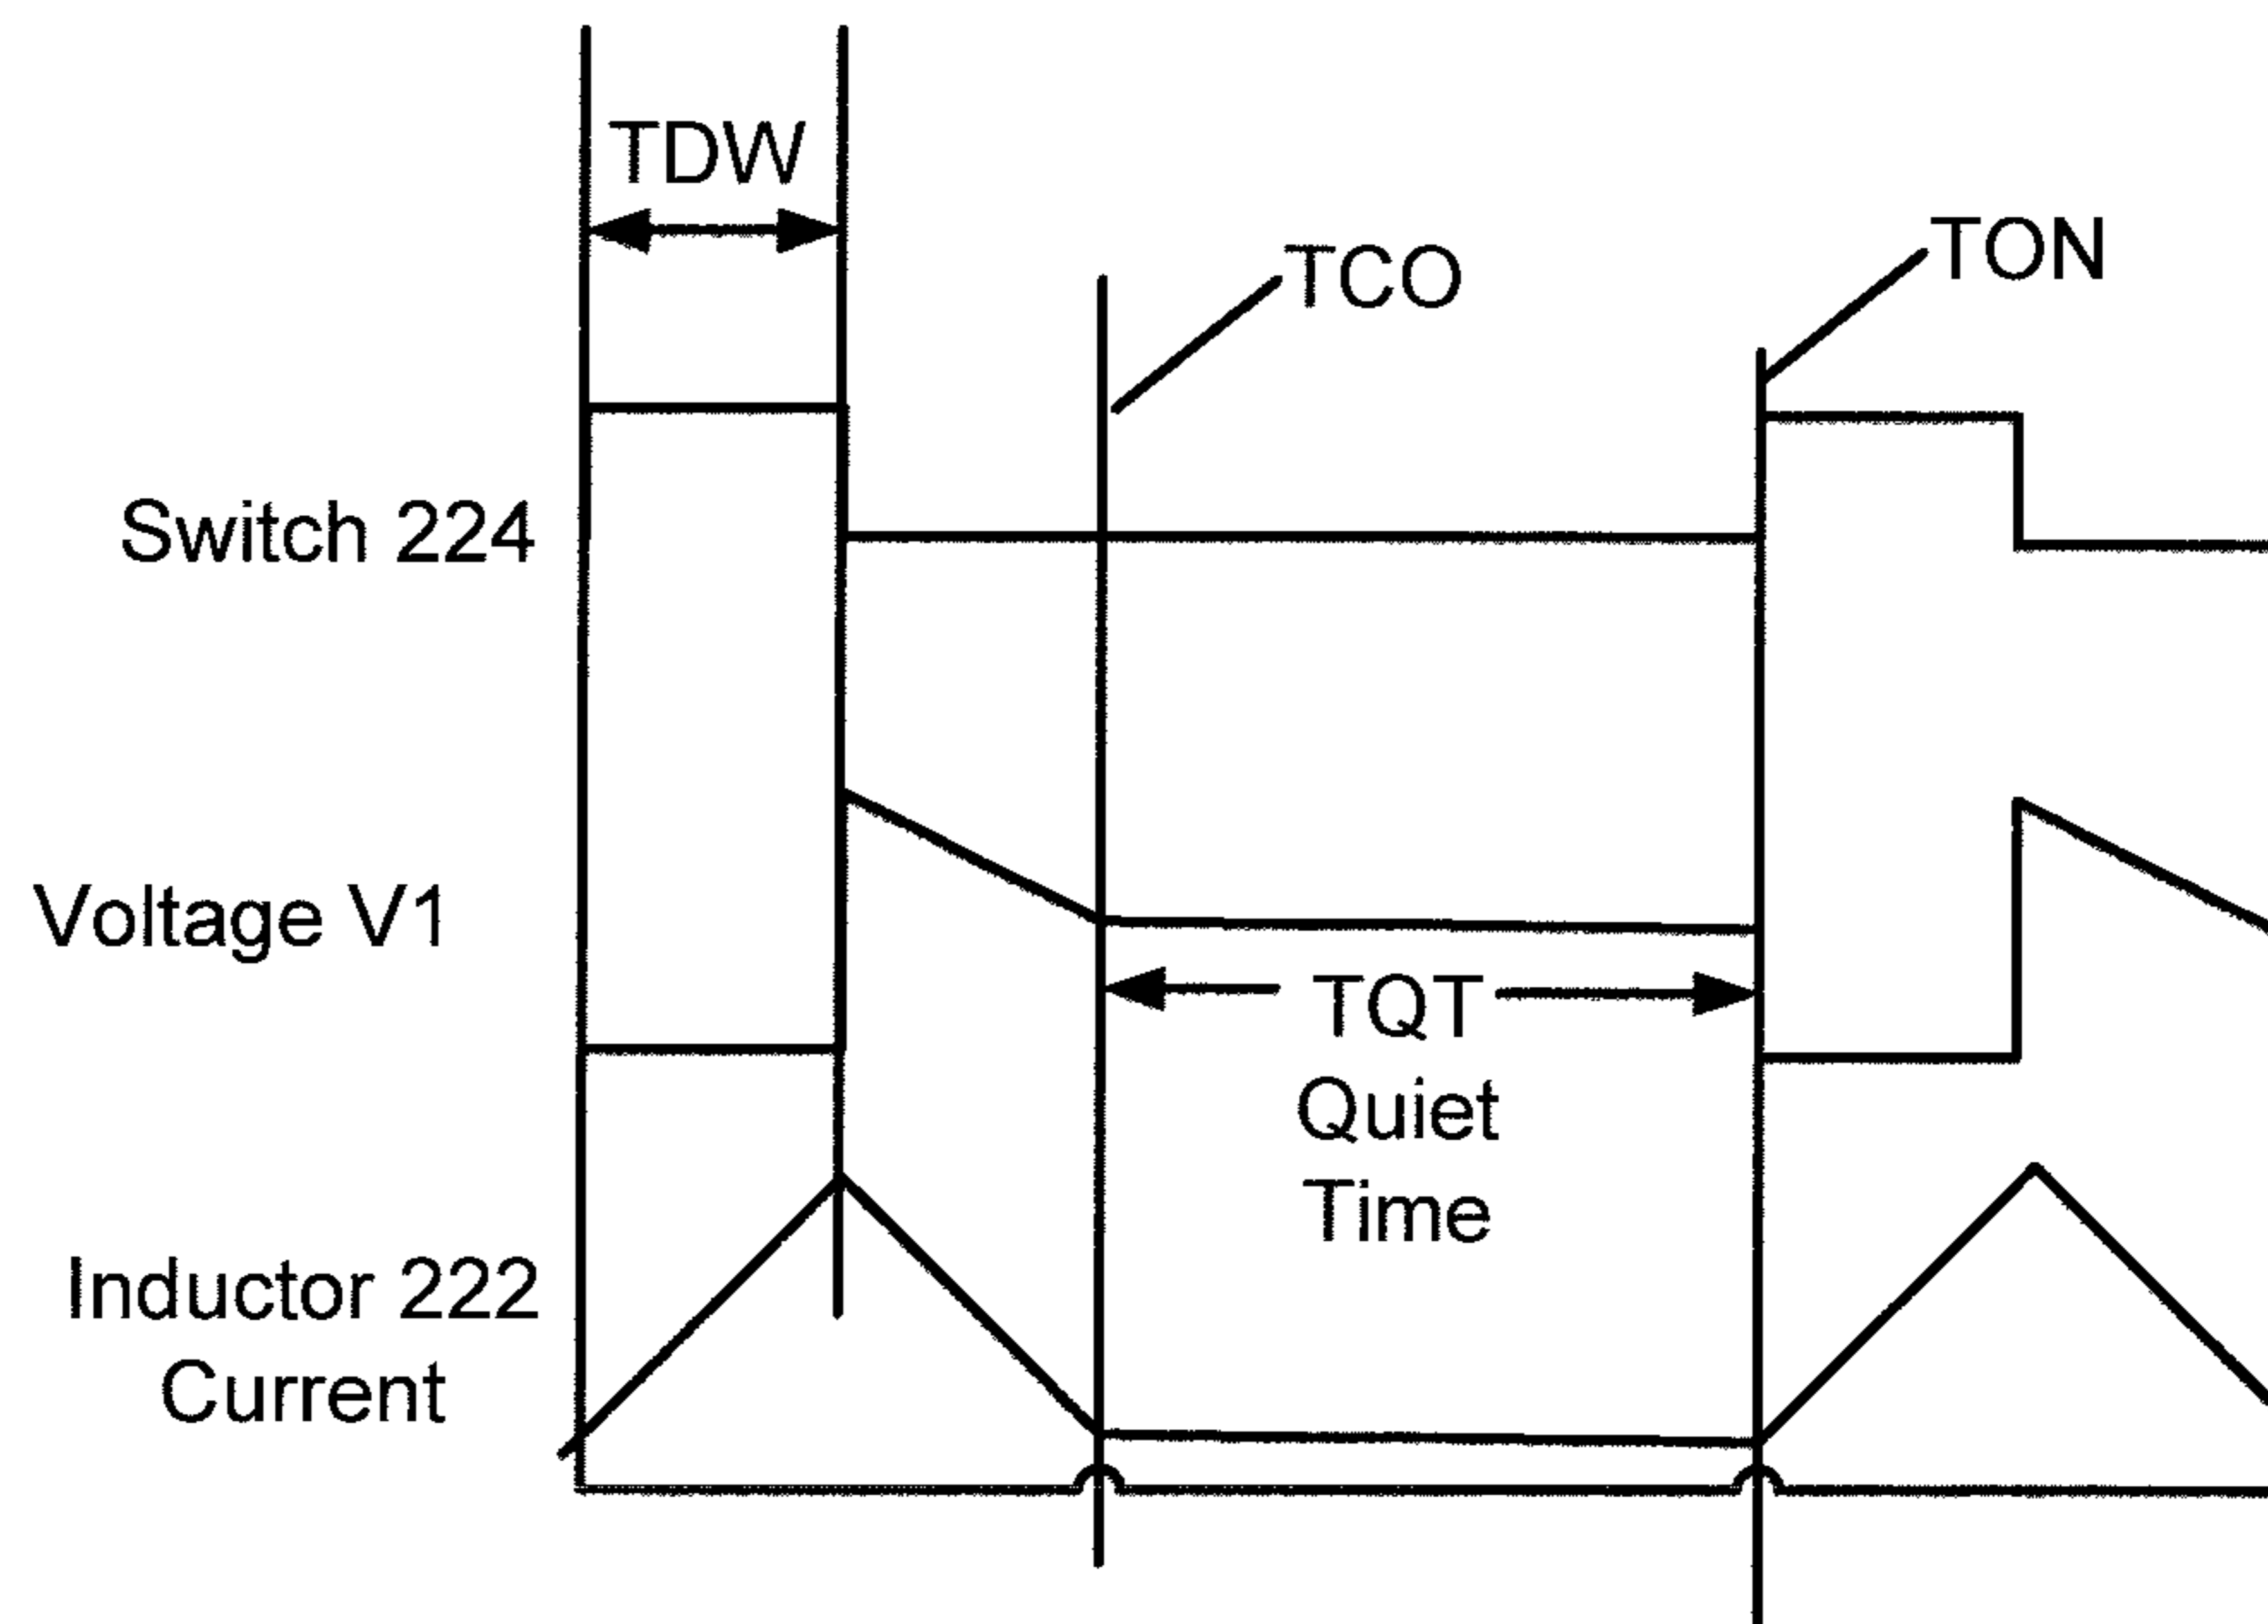 TDW
TCO
TON
Switch 224
Voltage V1
TQT
Quiet
Time
Inductor 222
Current